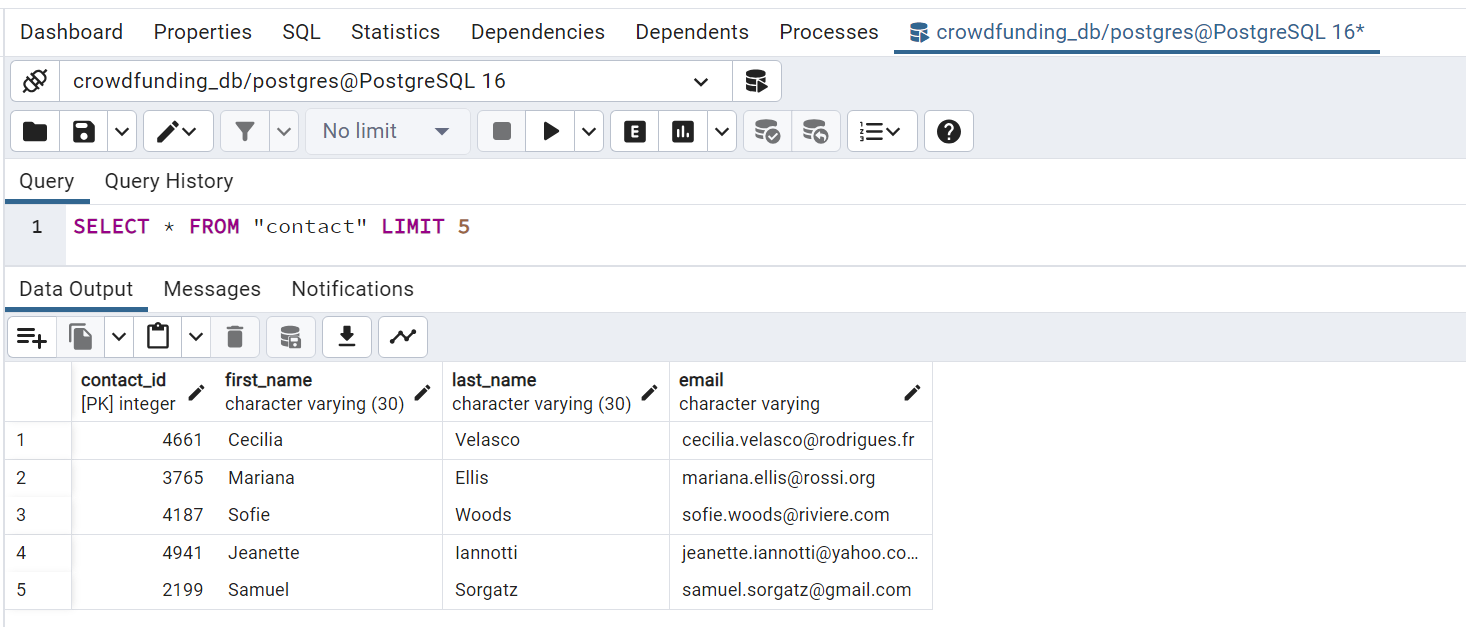 Dashboard Properties SQL Statistics Dependencies Dependents Processes crowdfunding_db/postgres@PostgreSQL 16*
crowdfunding_db/postgres@PostgreSQL 16
No limit E
Query Query History
1 SELECT * FROM "contact" LIMIT 5
Data Output Messages Notifications
contact_id first_name last_name email
[PK] integer character varying (30) character varying (30) character varying
1 4661 Cecilia Velasco cecilia.velasco@rodrigues.fr
2 3765 Mariana Ellis mariana.ellis@rossi.org
3 4187 Sofie Woods sofie.woods@riviere.com
4 4941 Jeanette Iannotti jeanette.iannotti@yahoo.co...
5 2199 Samuel Sorgatz samuel.sorgatz@gmail.com